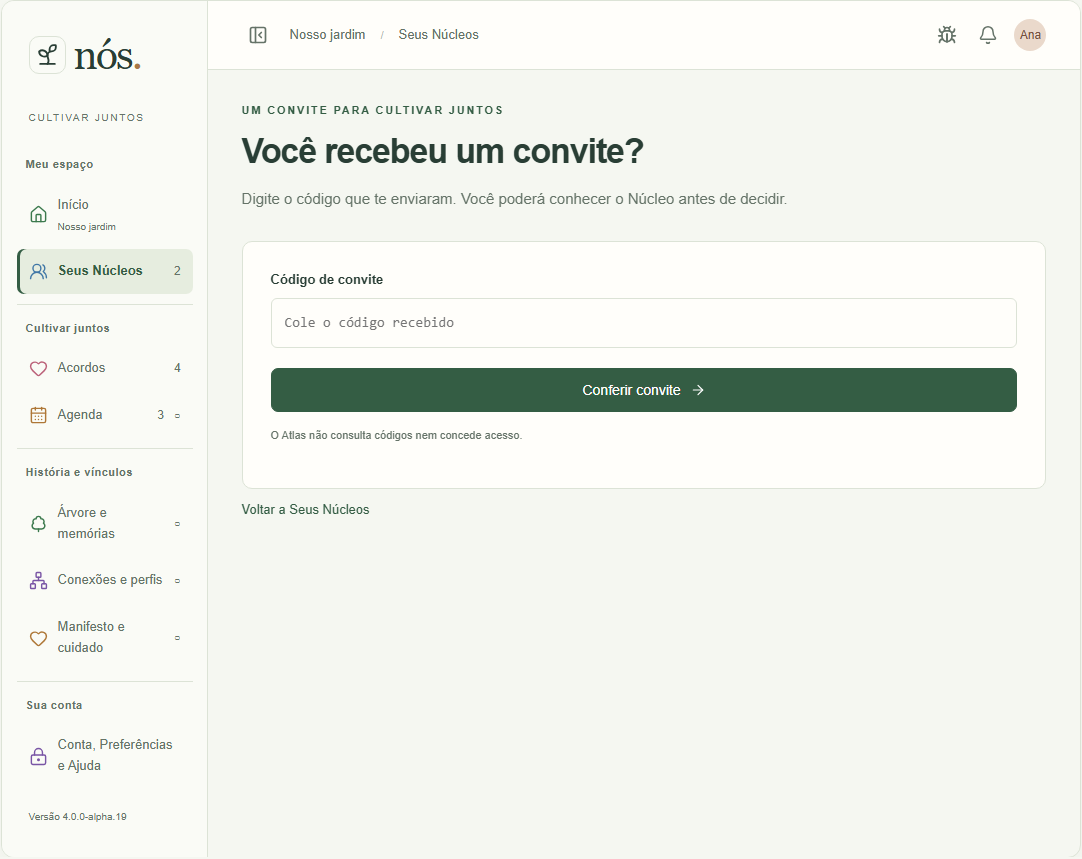 nós.
CULTIVAR JUNTOS
Meu espaço
Início
Nosso jardim
Seus Núcleos 2
Cultivar juntos
Acordos 4
Agenda 3
História e vínculos
Árvore e
memórias
Conexões e perfis
Manifesto e
cuidado
Sua conta
Conta, Preferências
e Ajuda
Versão 4.0.0-alpha.19
Nosso jardim / Seus Núcleos
Ana
UM CONVITE PARA CULTIVAR JUNTOS
Você recebeu um convite?
Digite o código que te enviaram. Você poderá conhecer o Núcleo antes de decidir.
Código de convite
Cole o código recebido
Conferir convite →
O Atlas não consulta códigos nem concede acesso.
Voltar a Seus Núcleos